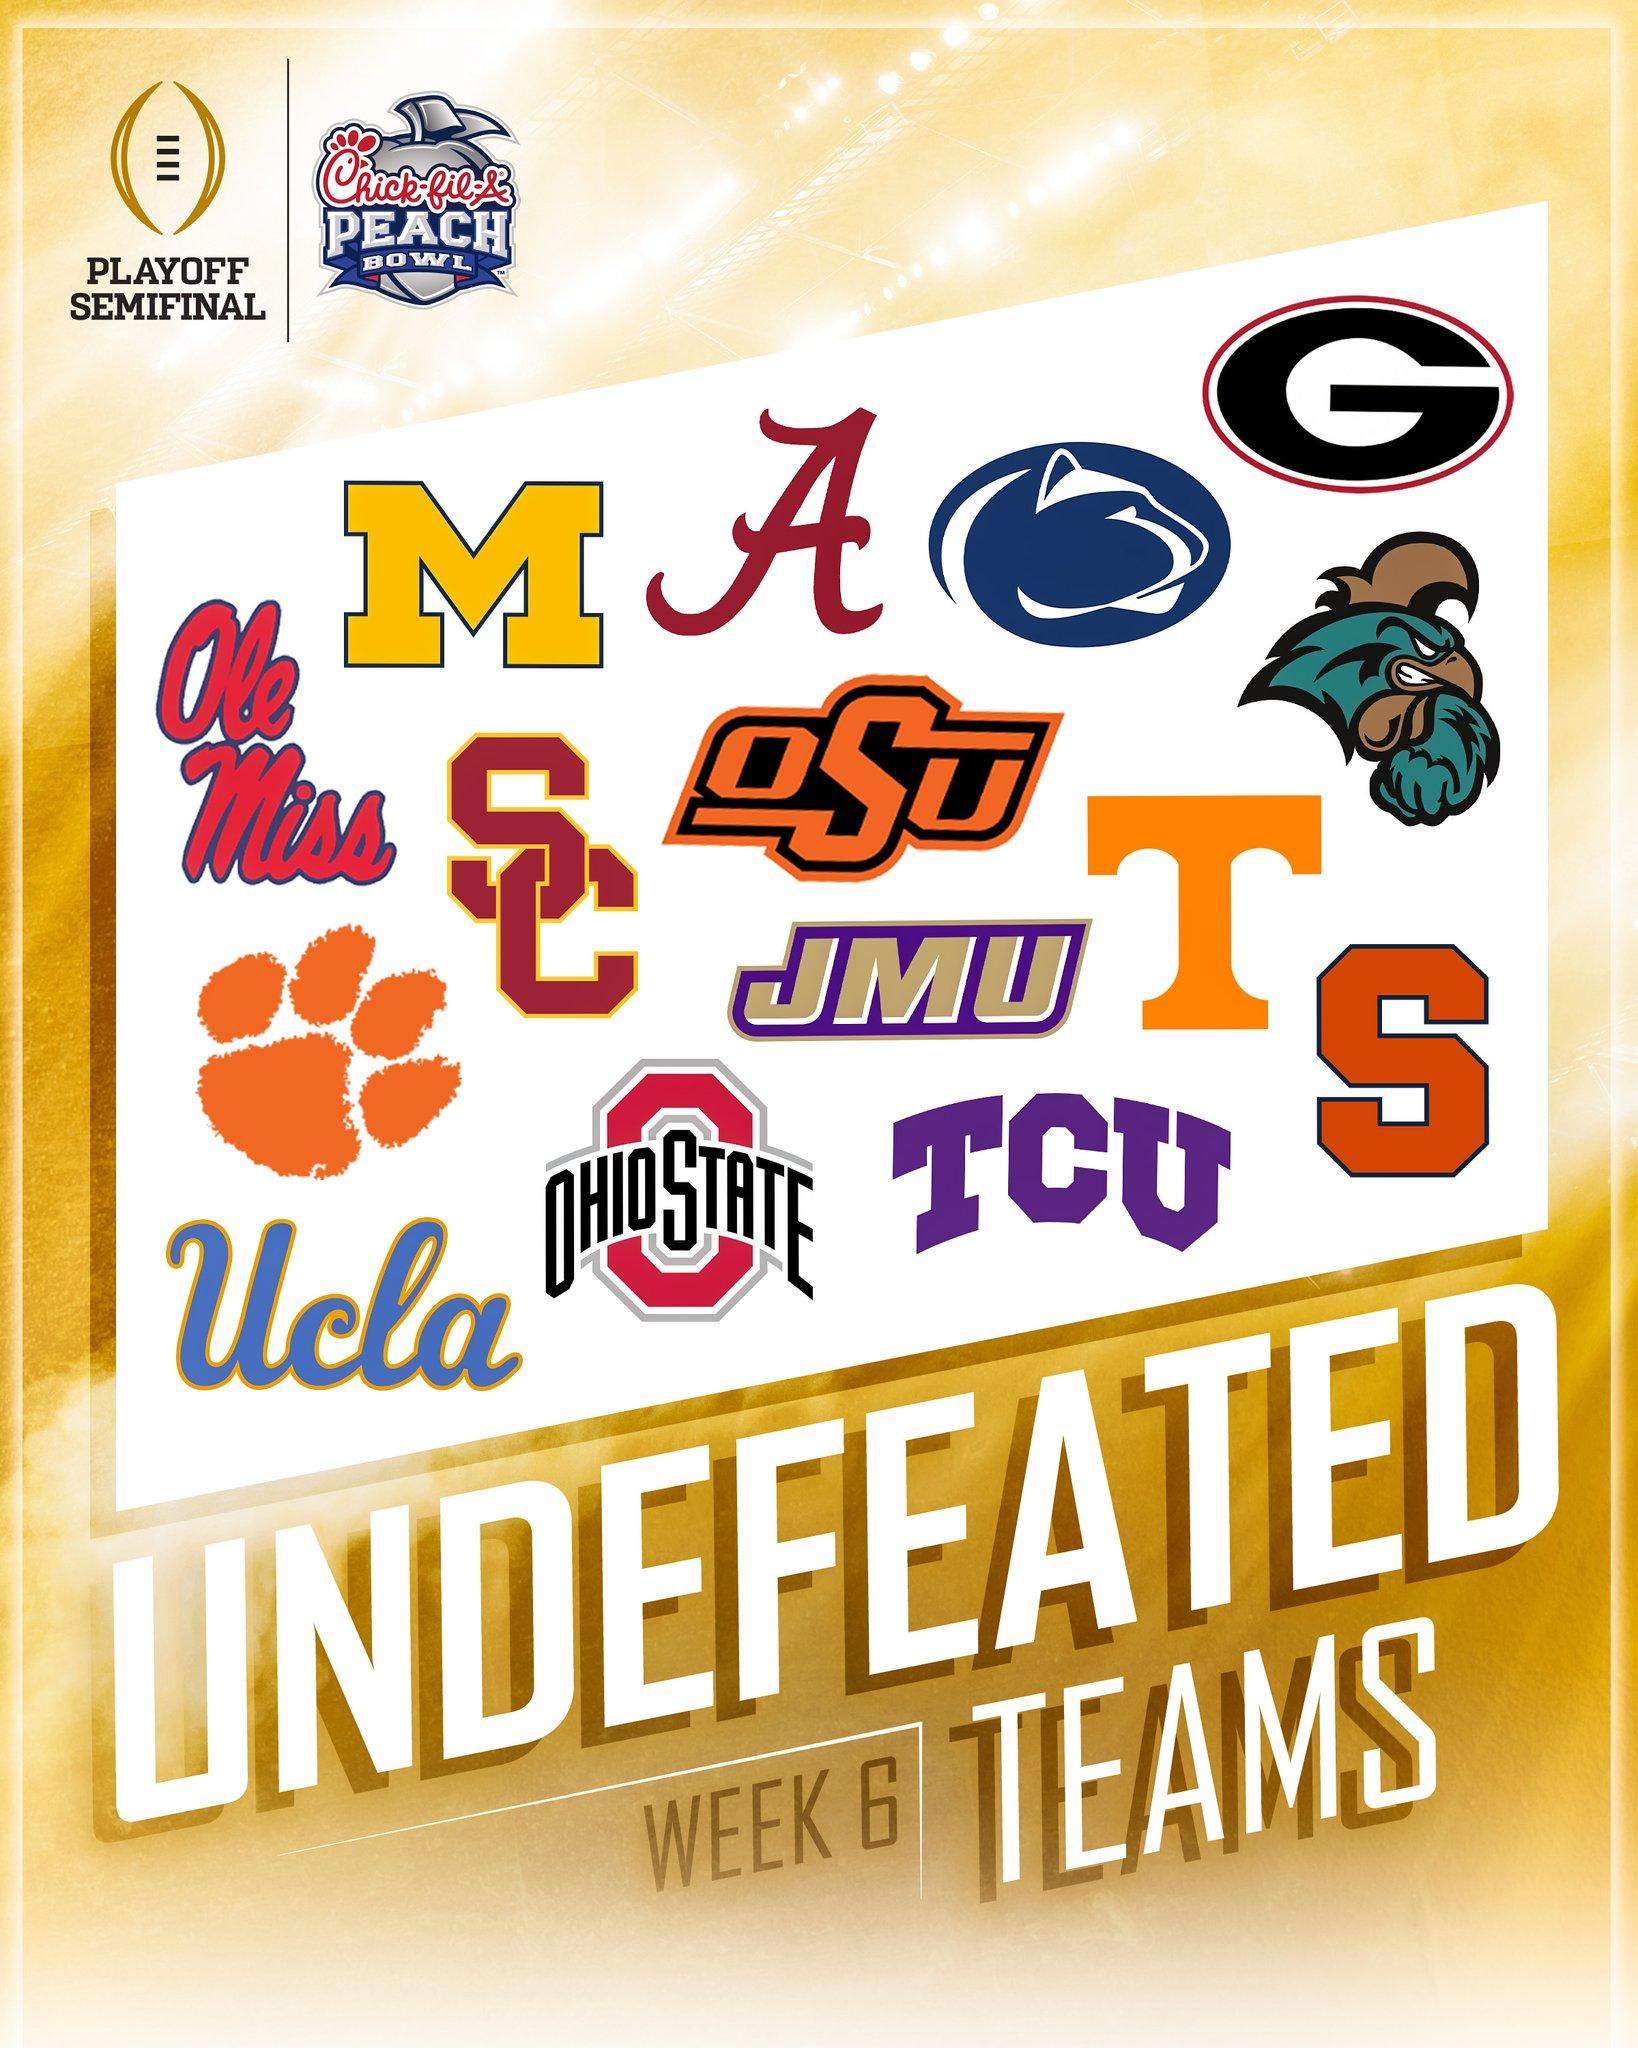 PLAYOFF
SEMIFINAL
Chick-fil-A
PEACH
BOWL
™
G
A
M
Ole
Miss
OSU
SC
T
JMU
S
OHIO STATE
TCU
Ucla
UNDEFEATED
WEEK 6
TEAMS